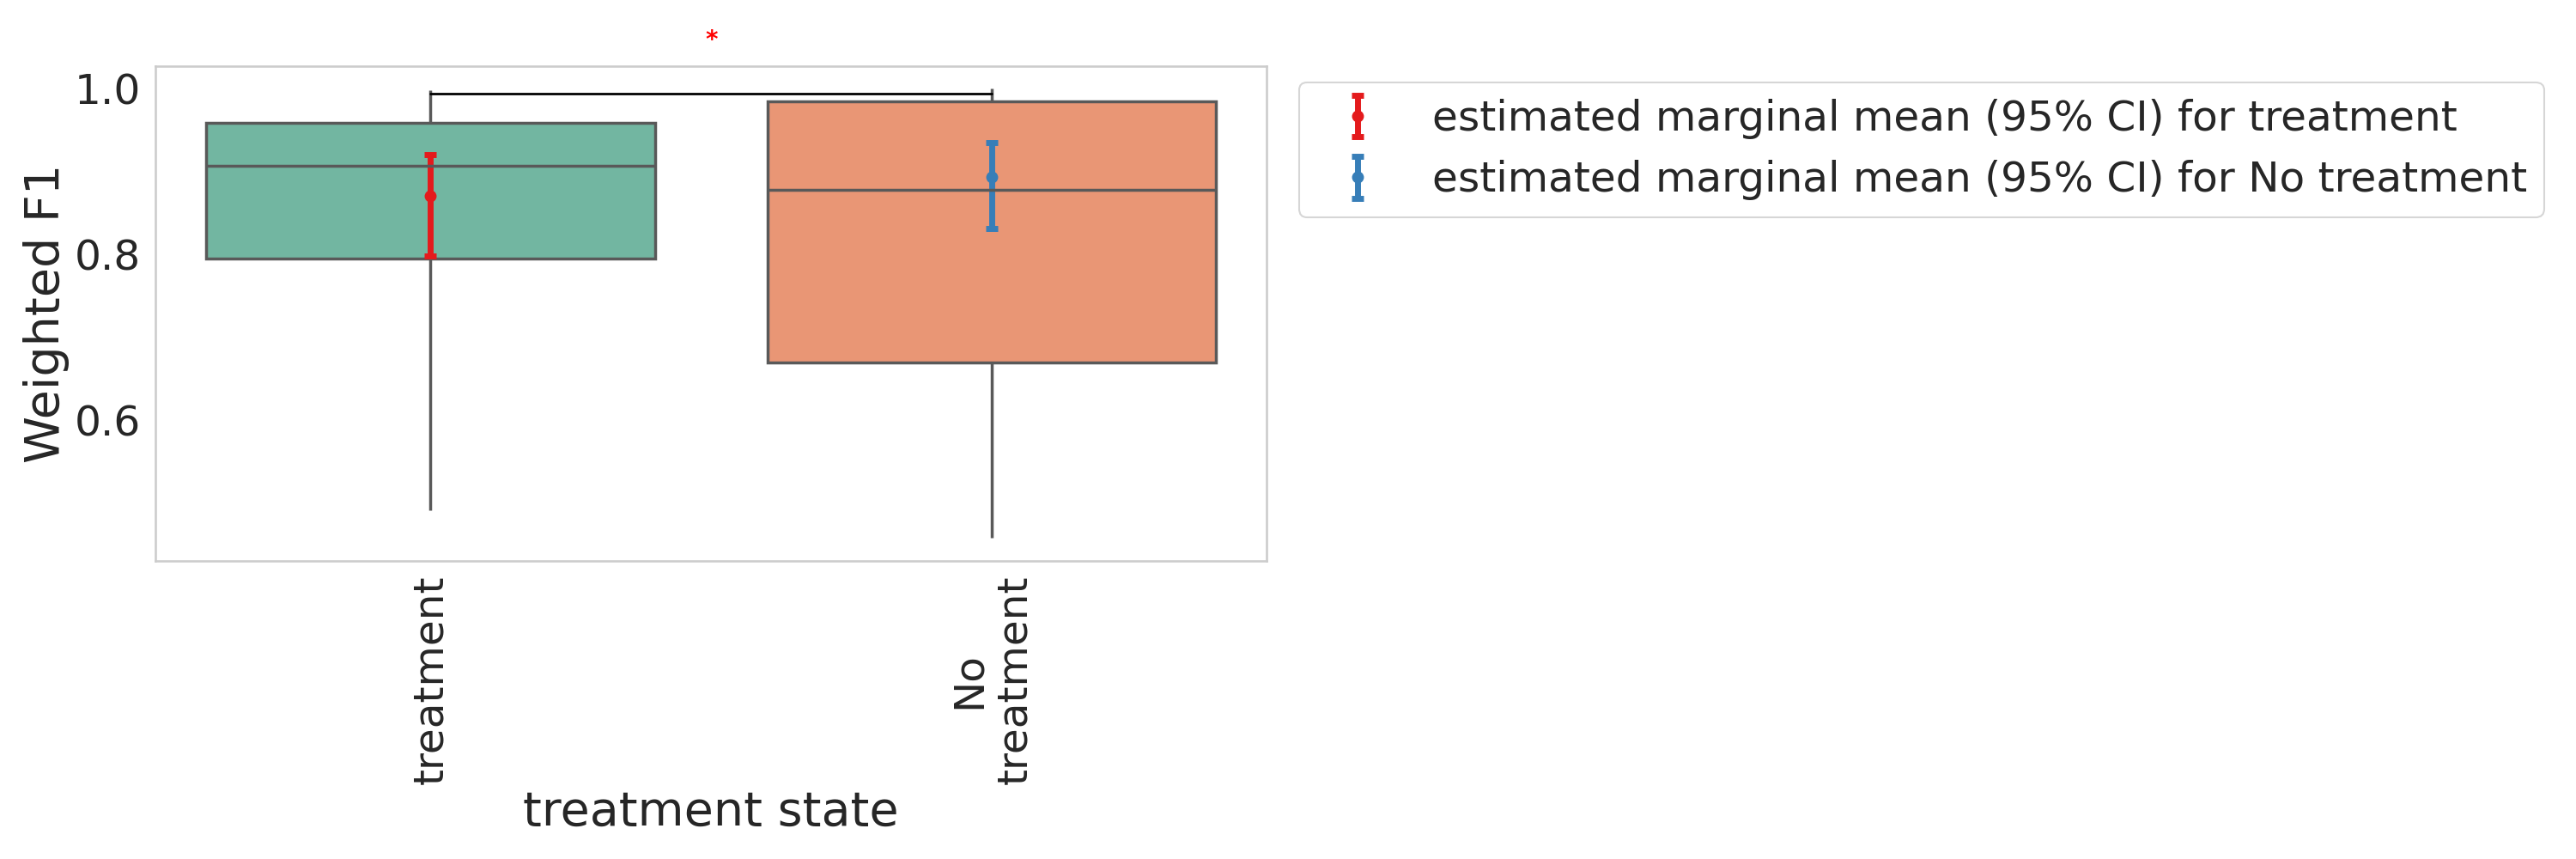 *
1.0
0.8
0.6
Weighted F1
treatment
No
treatment
treatment state
estimated marginal mean (95% CI) for treatment
estimated marginal mean (95% CI) for No treatment